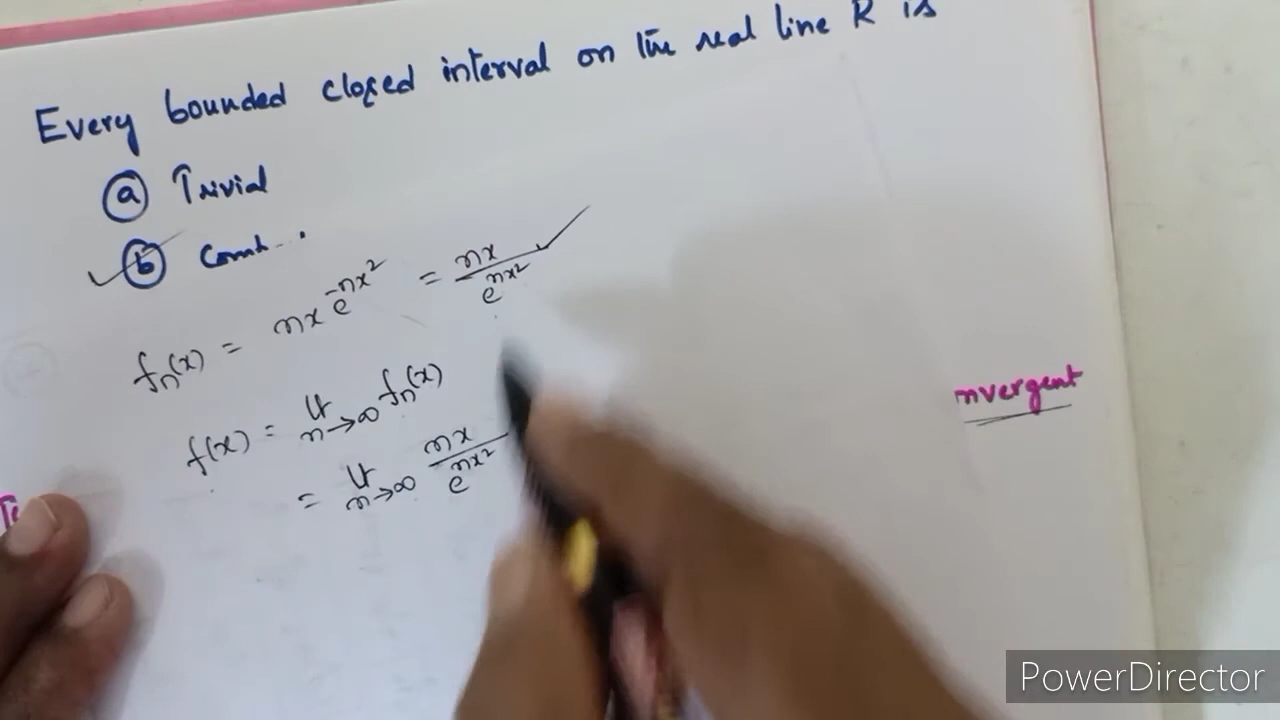 Every bounded closed interval on the real line R is
(a) Trivial
(b)
fn(x) = nx e^{-nx²} = nx / e^{nx²}
f(x) = lt n→∞ fn(x)
= lt n→∞ nx / e^{nx²}
nvergent
PowerDirector